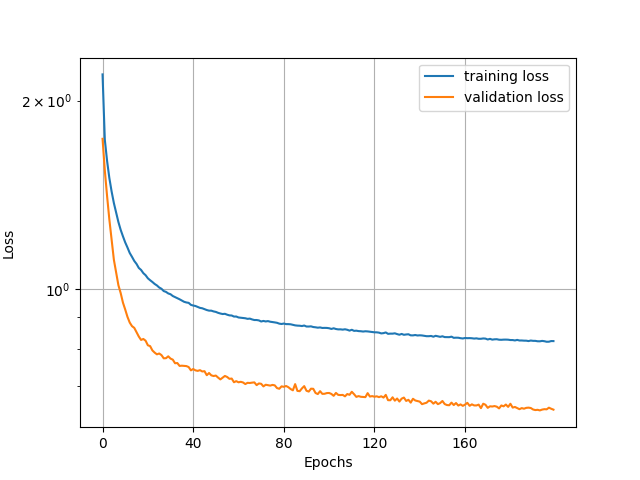 training loss
validation loss
2 × 10⁰
10⁰
Loss
0 40 80 120 160
Epochs